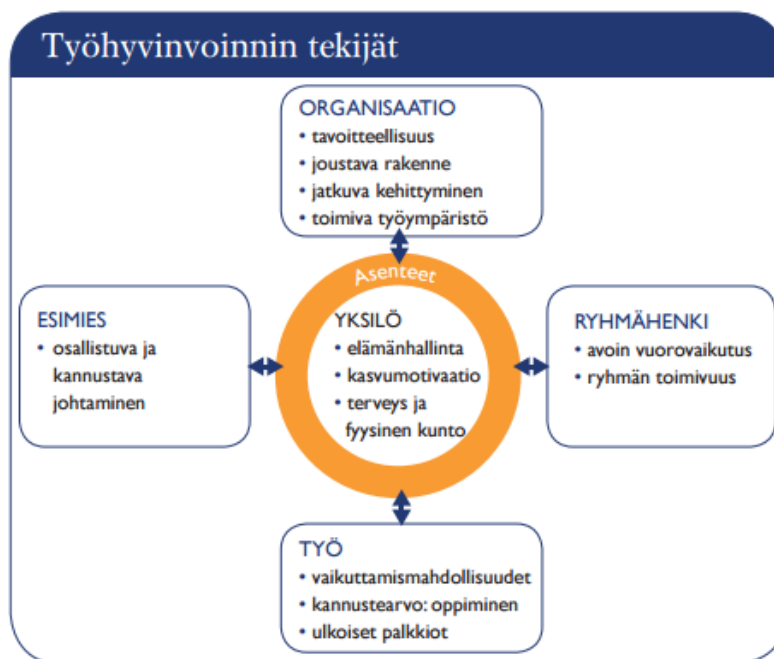 Työhyvinvoinnin tekijät
ORGANISAATIO
• tavoitteellisuus
• joustava rakenne
• jatkuva kehittyminen
• toimiva työympäristö
Asenteet
ESIMIES
• osallistuva ja
kannustava
johtaminen
YKSILÖ
• elämänhallinta
• kasvumotivaatio
• terveys ja
fyysinen kunto
RYHMÄHENKI
• avoin vuorovaikutus
• ryhmän toimivuus
TYÖ
• vaikuttamismahdollisuudet
• kannustearvo: oppiminen
• ulkoiset palkkiot